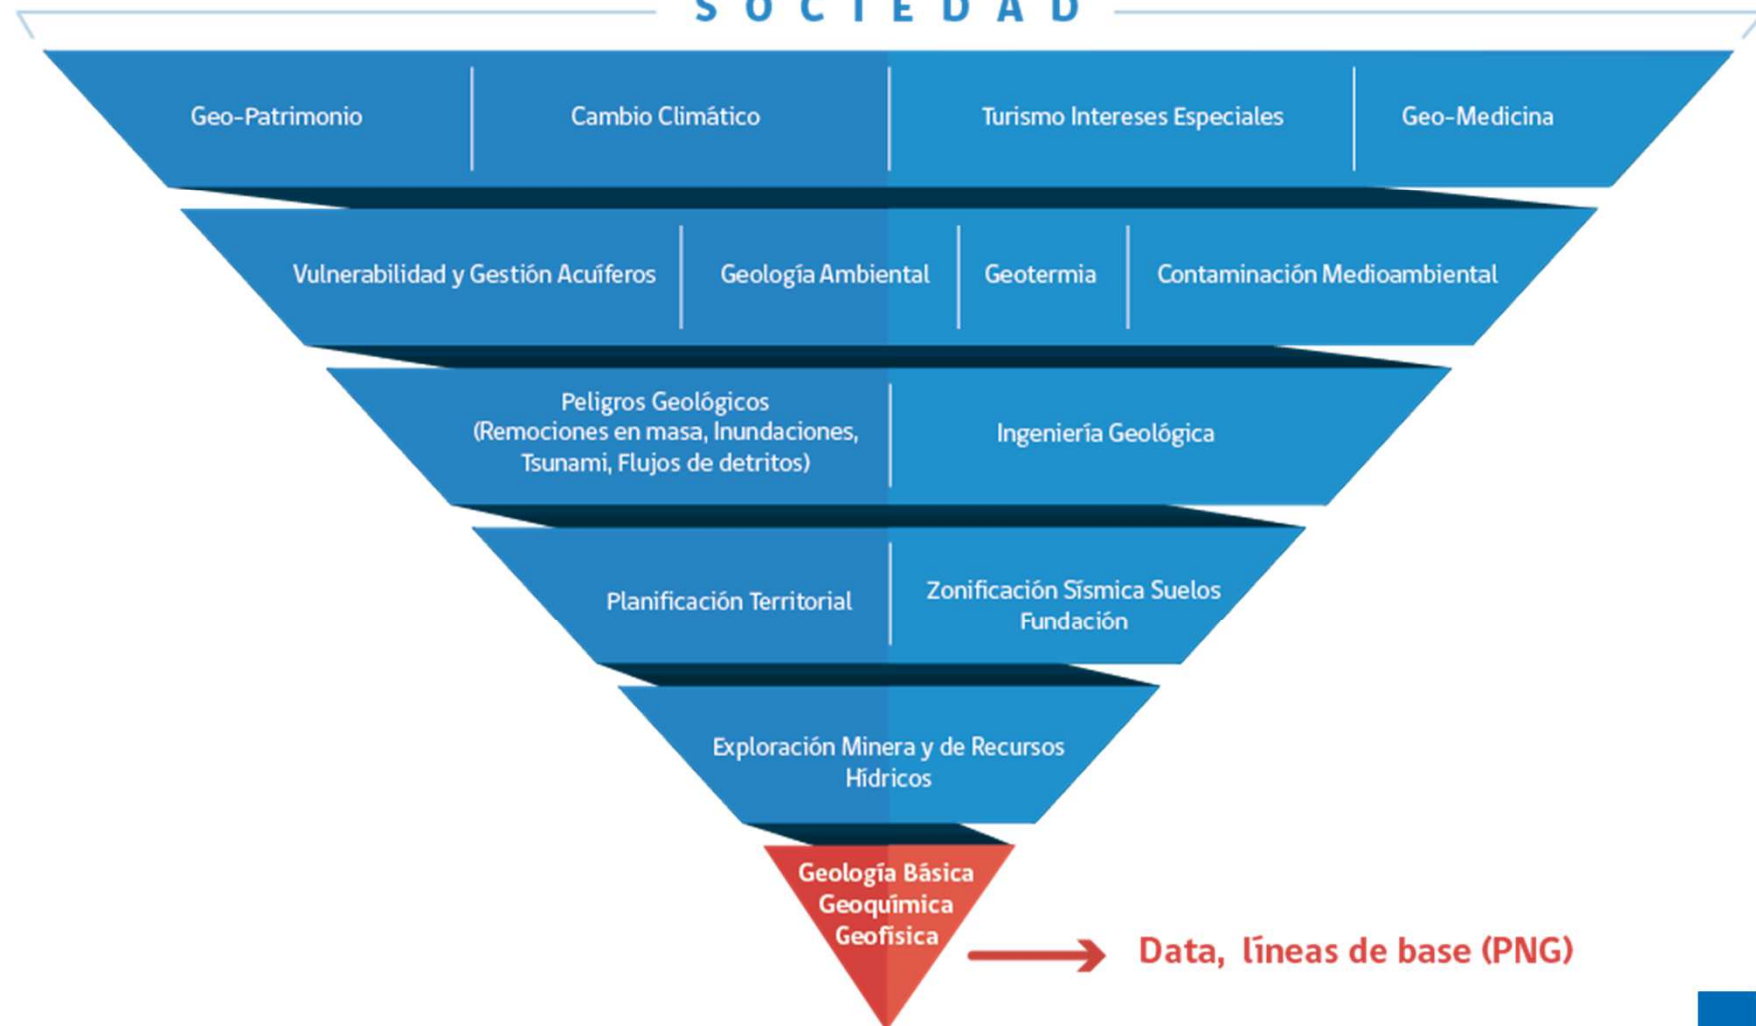 SOCIEDAD
Geo-Patrimonio
Cambio Climático
Turismo Intereses Especiales
Geo-Medicina
Vulnerabilidad y Gestión Acuíferos
Geología Ambiental
Geotermia
Contaminación Medioambiental
Peligros Geológicos
(Remociones en masa, Inundaciones,
Tsunami, Flujos de detritos)
Ingeniería Geológica
Planificación Territorial
Zonificación Sísmica Suelos
Fundación
Exploración Minera y de Recursos
Hídricos
Geología Básica
Geoquímica
Geofísica
Data, líneas de base (PNG)